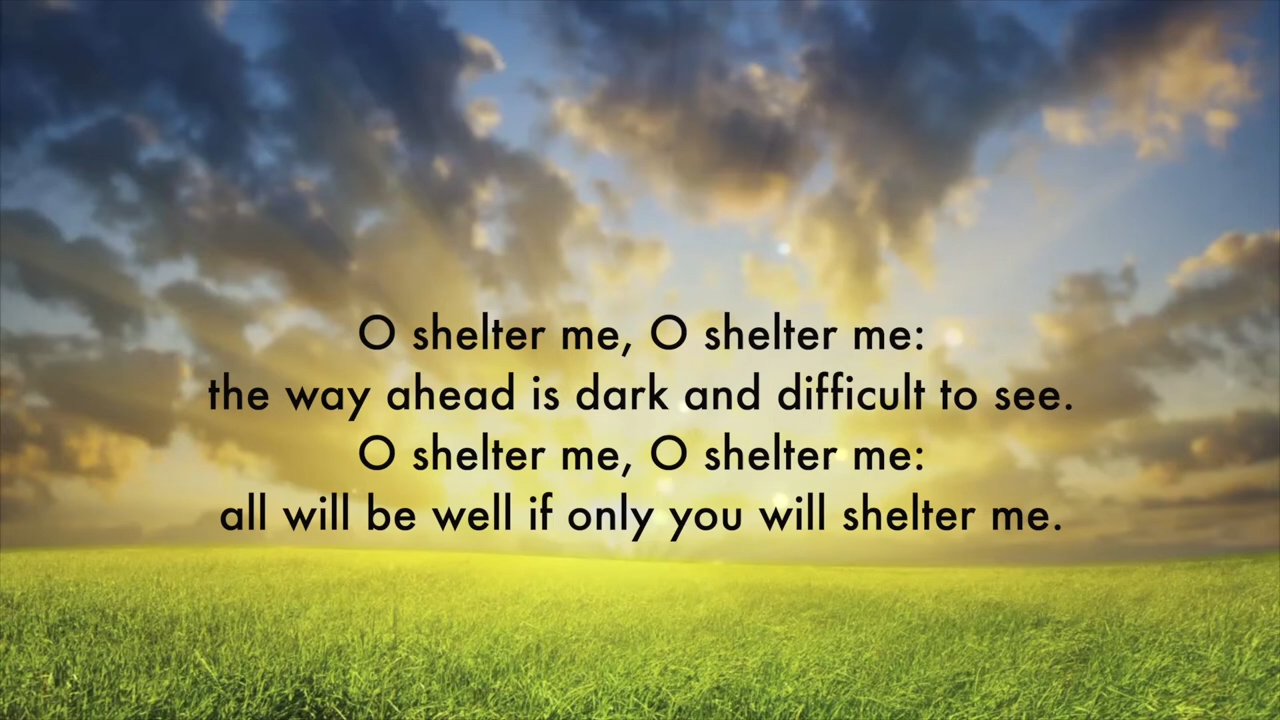 O shelter me, O shelter me:
the way ahead is dark and difficult to see.
O shelter me, O shelter me:
all will be well if only you will shelter me.